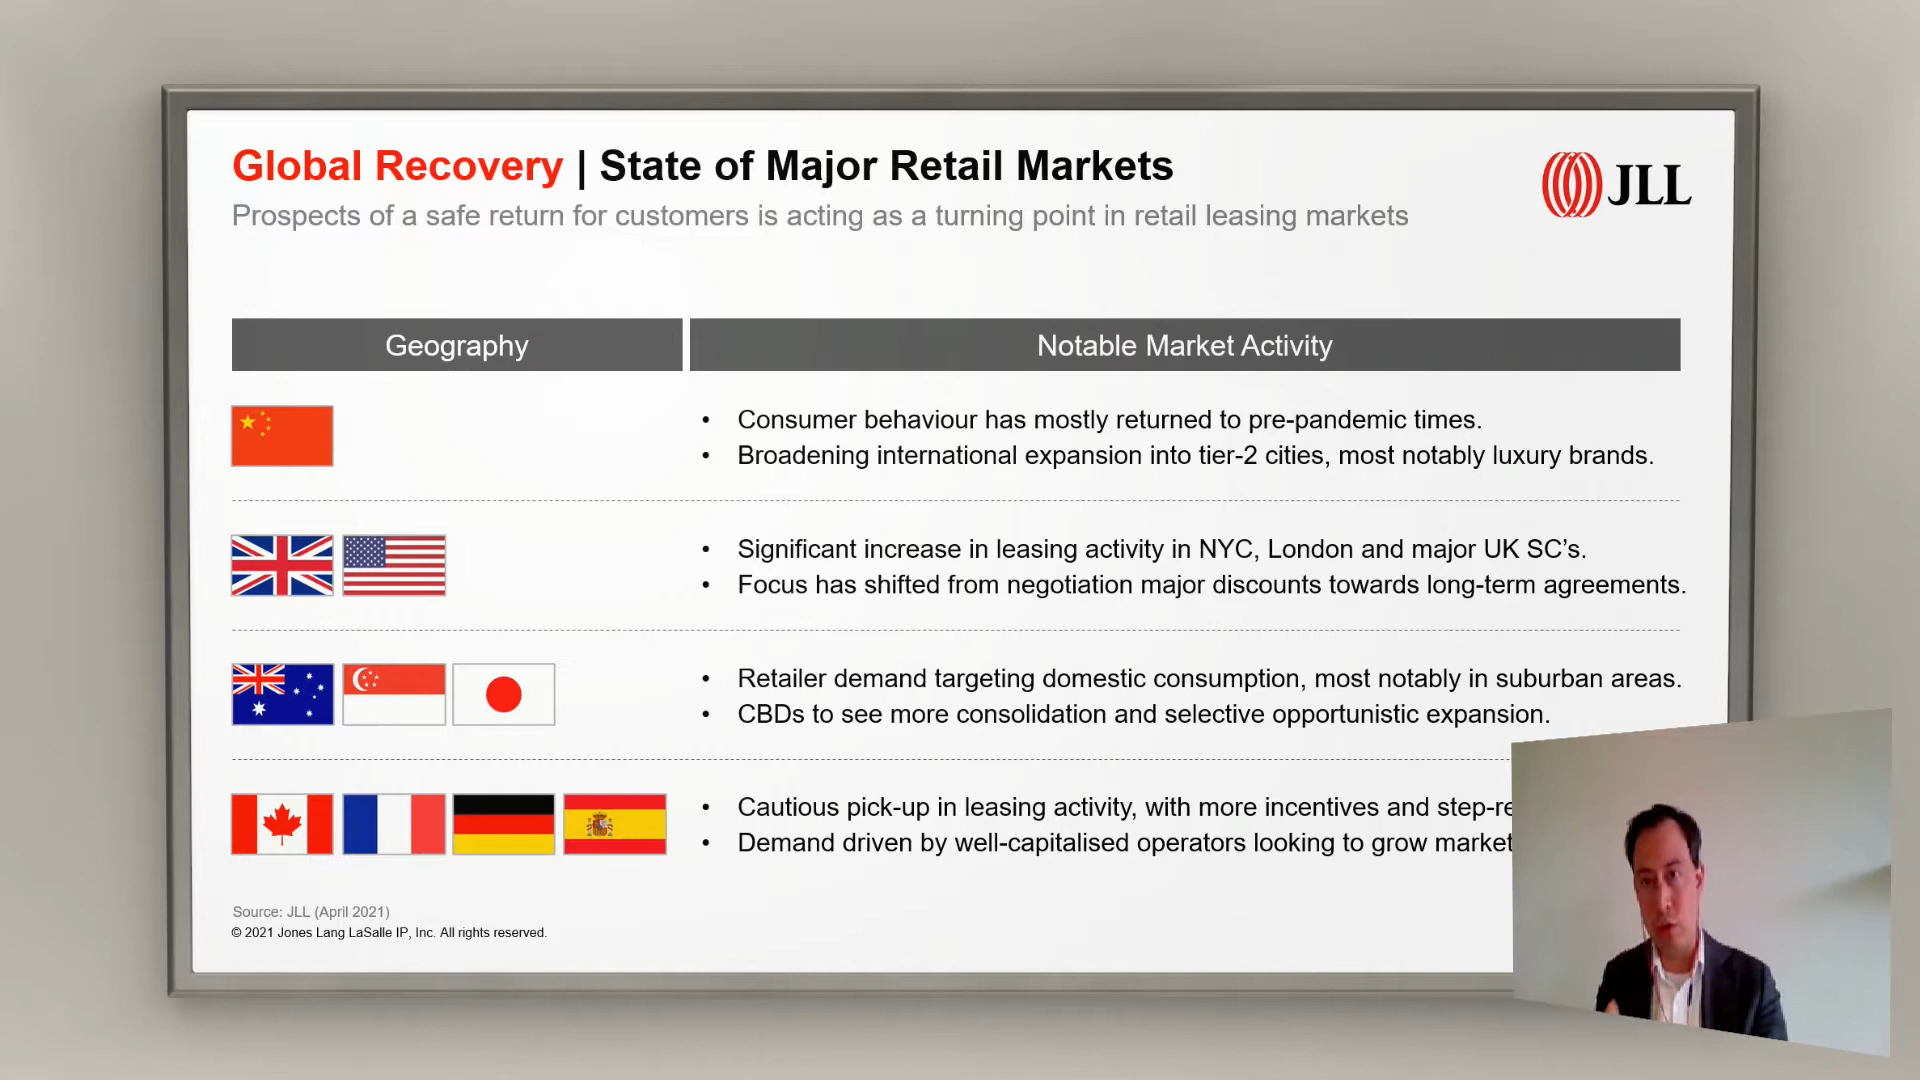 Global Recovery | State of Major Retail Markets
Prospects of a safe return for customers is acting as a turning point in retail leasing markets
JLL
Geography
Notable Market Activity
• Consumer behaviour has mostly returned to pre-pandemic times.
• Broadening international expansion into tier-2 cities, most notably luxury brands.
• Significant increase in leasing activity in NYC, London and major UK SC’s.
• Focus has shifted from negotiation major discounts towards long-term agreements.
• Retailer demand targeting domestic consumption, most notably in suburban areas.
• CBDs to see more consolidation and selective opportunistic expansion.
• Cautious pick-up in leasing activity, with more incentives and
• Demand driven by well-capitalised operators looking to grow market
Source: JLL (April 2021)
© 2021 Jones Lang LaSalle IP, Inc. All rights reserved.